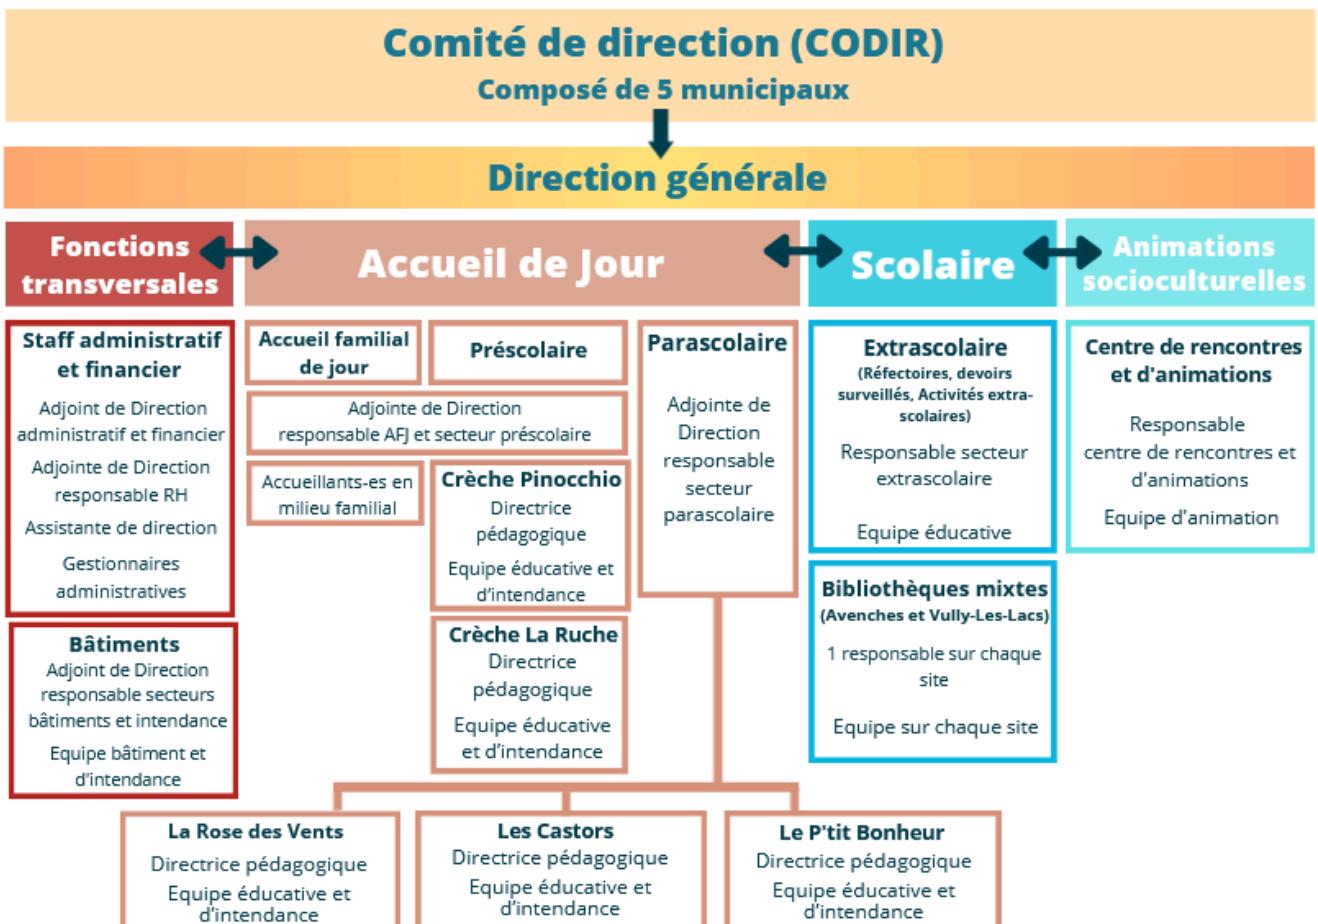 Comité de direction (CODIR)
Composé de 5 municipaux
Direction générale
Fonctions
transversales
Accueil de Jour
Scolaire
Animations
socioculturelles
Staff administratif
et financier
Adjoint de Direction
administratif et financier
Adjointe de Direction
responsable RH
Assistante de direction
Gestionnaires
administratives
Bâtiments
Adjoint de Direction
responsable secteurs
bâtiments et intendance
Equipe bâtiment et
d'intendance
Accueil familial
de jour
Préscolaire
Adjointe de Direction
responsable AFJ et secteur préscolaire
Accueillants-es en
milieu familial
Crèche Pinocchio
Directrice
pédagogique
Equipe éducative et
d'intendance
Crèche La Ruche
Directrice
pédagogique
Equipe éducative
et d'intendance
Parascolaire
Adjointe de
Direction
responsable
secteur
parascolaire
Extrascolaire
(Réfectoires, devoirs
surveillés, Activités extra-
scolaires)
Responsable secteur
extrascolaire
Equipe éducative
Bibliothèques mixtes
(Avenches et Vully-Les-Lacs)
1 responsable sur chaque
site
Equipe sur chaque site
Centre de rencontres
et d'animations
Responsable
centre de rencontres et
d'animations
Equipe d'animation
La Rose des Vents
Directrice pédagogique
Equipe éducative et
d'intendance
Les Castors
Directrice pédagogique
Equipe éducative et
d'intendance
Le P'tit Bonheur
Directrice pédagogique
Equipe éducative et
d'intendance